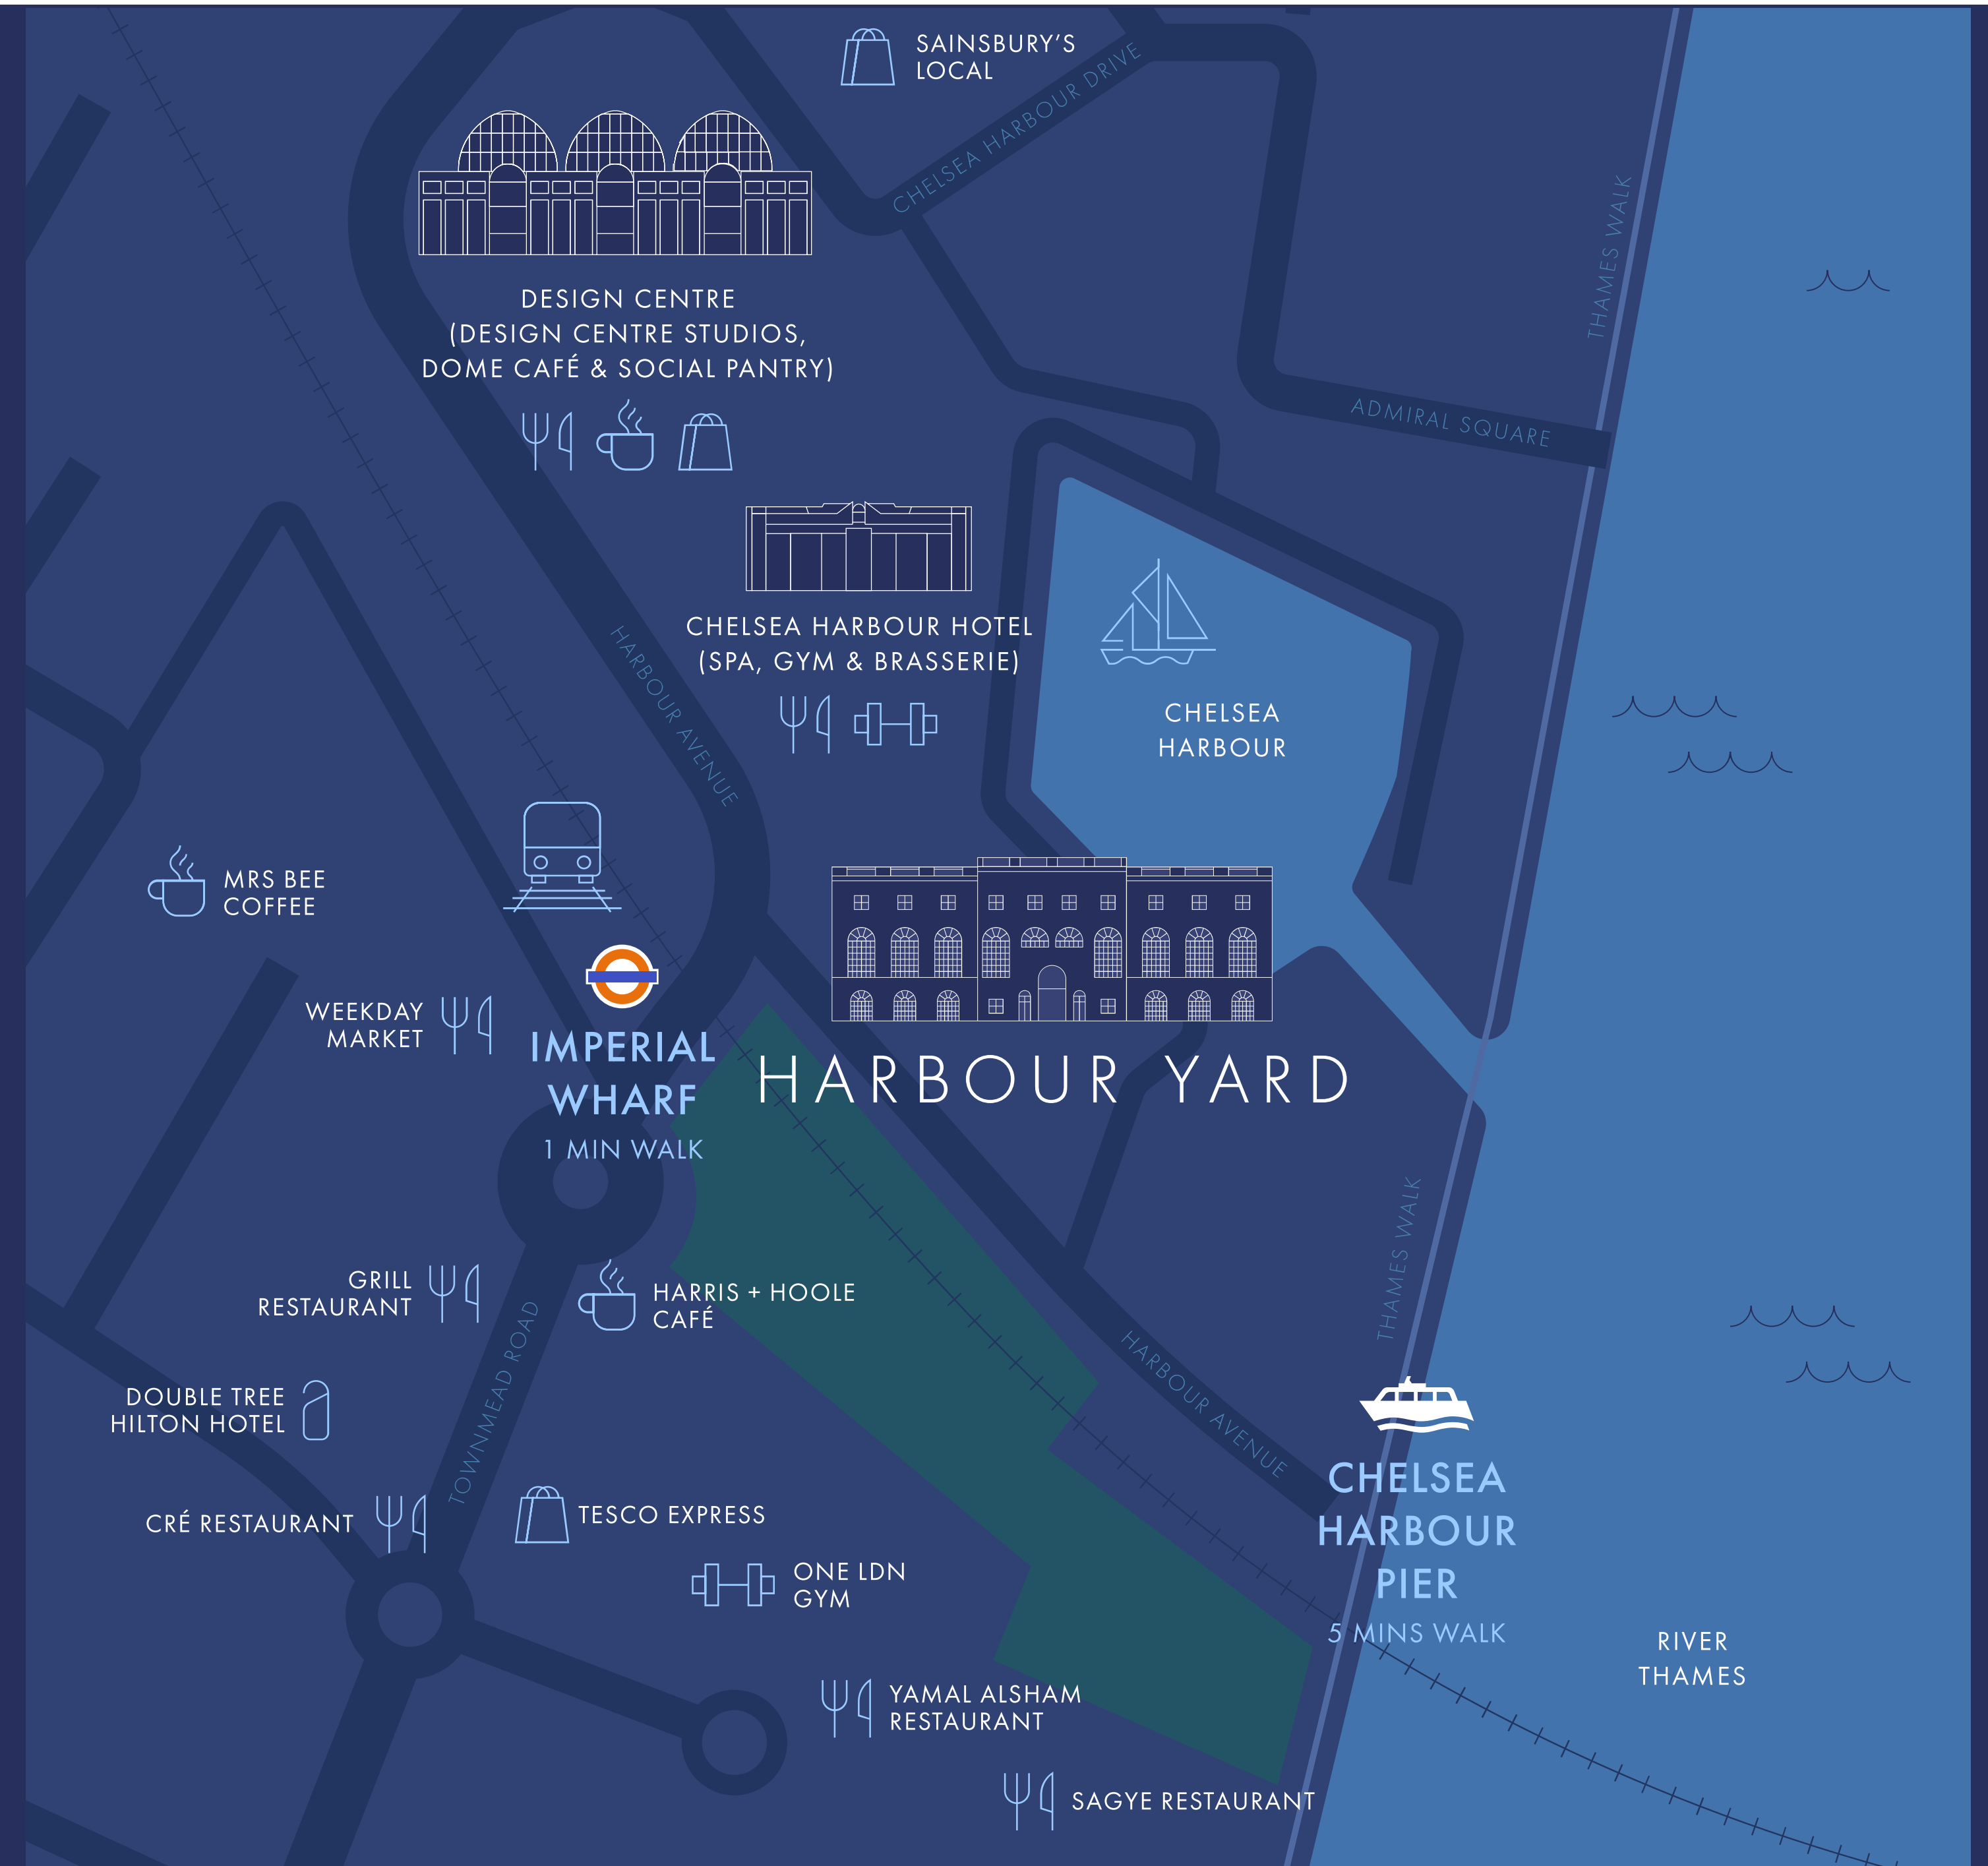 SAINSBURY'S
LOCAL
CHELSEA HARBOUR DRIVE
THAMES WALK
DESIGN CENTRE
(DESIGN CENTRE STUDIOS,
DOME CAFÉ & SOCIAL PANTRY)
ADMIRAL SQUARE
HARBOUR AVENUE
CHELSEA HARBOUR HOTEL
(SPA, GYM & BRASSERIE)
CHELSEA
HARBOUR
MRS BEE
COFFEE
WEEKDAY
MARKET
IMPERIAL
WHARF
1 MIN WALK
HARBOUR YARD
THAMES WALK
GRILL
RESTAURANT
HARRIS + HOOLE
CAFÉ
TOWNMEAD ROAD
HARBOUR AVENUE
DOUBLE TREE
HILTON HOTEL
CRÉ RESTAURANT
TESCO EXPRESS
CHELSEA
HARBOUR
PIER
5 MINS WALK
ONE LDN
GYM
RIVER
THAMES
YAMAL ALSHAM
RESTAURANT
SAGYE RESTAURANT